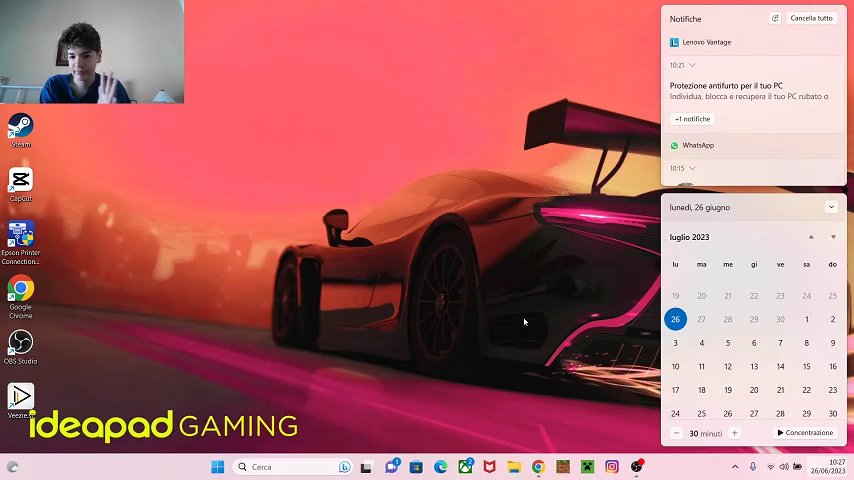 Notifiche
Cancella tutto
Lenovo Vantage
10:21
Protezione antifurto per il tuo PC
Individua, blocca e recupera il tuo PC rubato o
+1 notifiche
WhatsApp
10:15
lunedì, 26 giugno
luglio 2023
lu ma me gi ve sa do
19 20 21 22 23 24 25
26 27 28 29 30 1 2
3 4 5 6 7 8 9
10 11 12 13 14 15 16
17 18 19 20 21 22 23
24 25 26 27 28 29 30
30 minuti
Concentrazione
Steam
CapCut
Epson Printer
Connection...
Google
Chrome
OBS Studio
ideapad GAMING
Cerca
1
2
10:27
26/06/2023